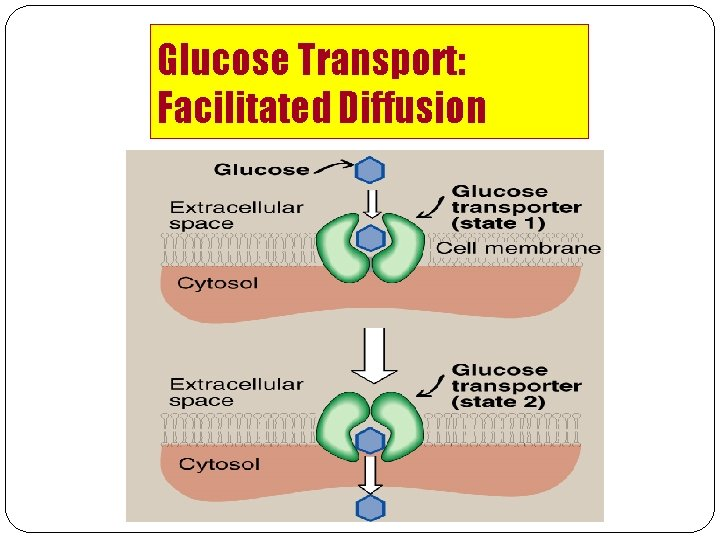 Glucose Transport:
Facilitated Diffusion
Glucose
Extracellular
space
Glucose
transporter
(state 1)
Cell membrane
Cytosol
Extracellular
space
Glucose
transporter
(state 2)
Cytosol